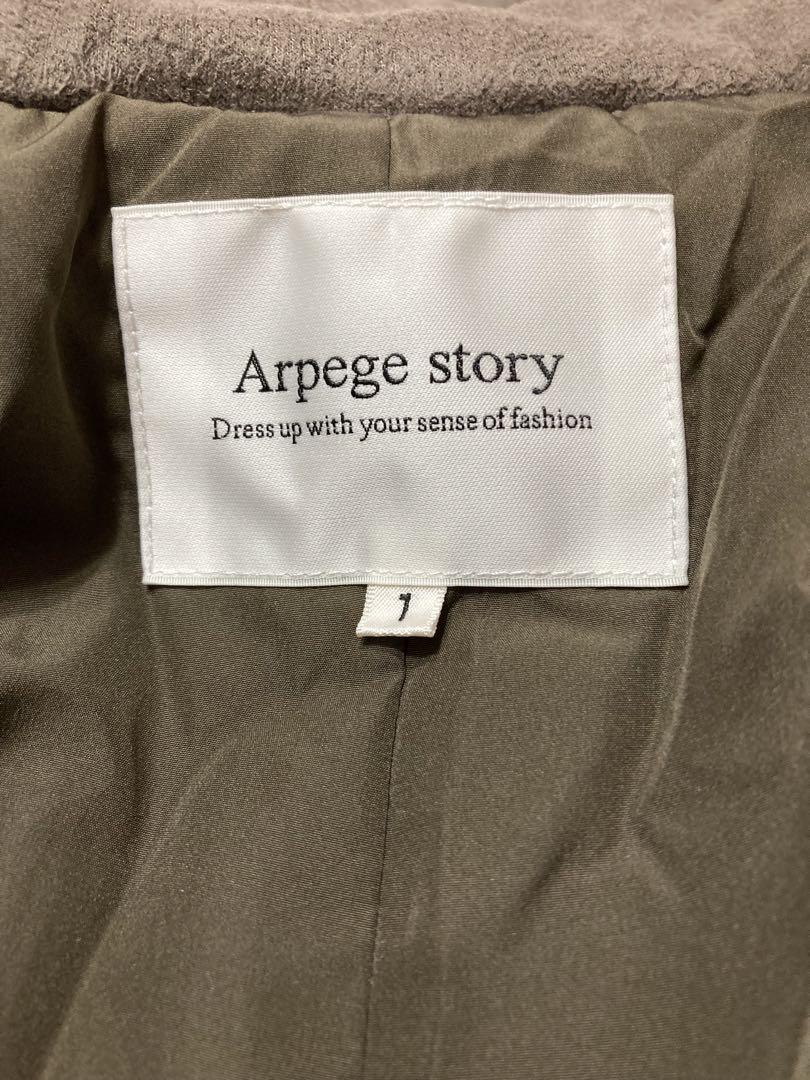 Arpege story
Dress up with your sense of fashion
1